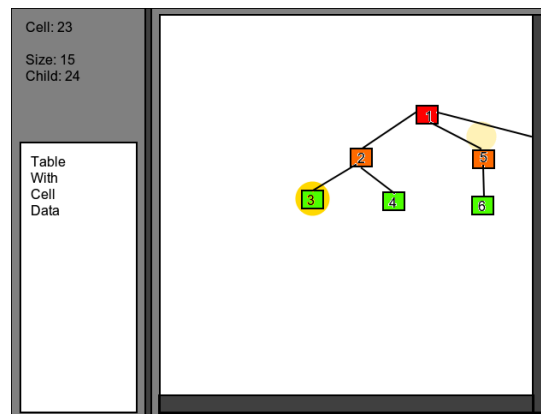 Cell: 23
Size: 15
Child: 24
Table
With
Cell
Data
1
2
5
3
4
6